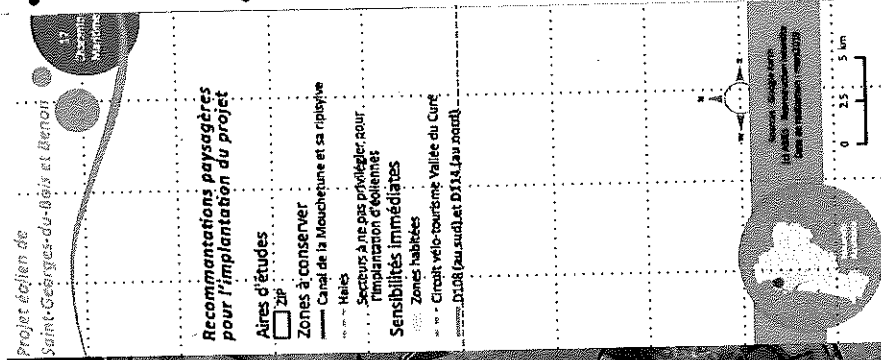 Projet éolien de
Saint-Georges-du-Bois et Benon
17
Charente
Maritime
Recommantations paysagères
pour l'implantation du projet
Aires d'études
ZIP
Zones à conserver
Canal de la Mouchetune et sa ripisylve
Haies
Secteurs à ne pas privilégier pour
l'implantation d'éoliennes
Sensibilités immédiates
Zones habitées
Circuit vélo-tourisme Vallée du Curé
D108 (au sud) et D114 (au nord)
0 2.5 5 km